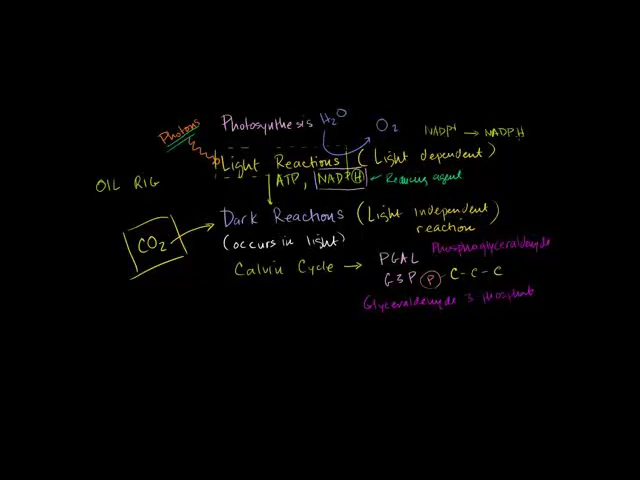 Photosynthesis H2O
O2
Photons
NADP+ → NADPH
Light Reactions (Light dependent)
ATP, NADPH ← Reducing agent
OIL RIG
Dark Reactions (Light Independent reaction)
CO2
(occurs in light)
Phosphoglyceraldehyde
PGAL
Calvin Cycle →
G3P P - C - C - C
Glyceraldehyde 3 Phosphate